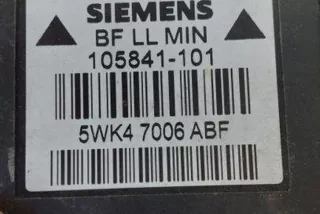 SIEMENS
BF LL MIN
105841-101
5WK4 7006 ABF